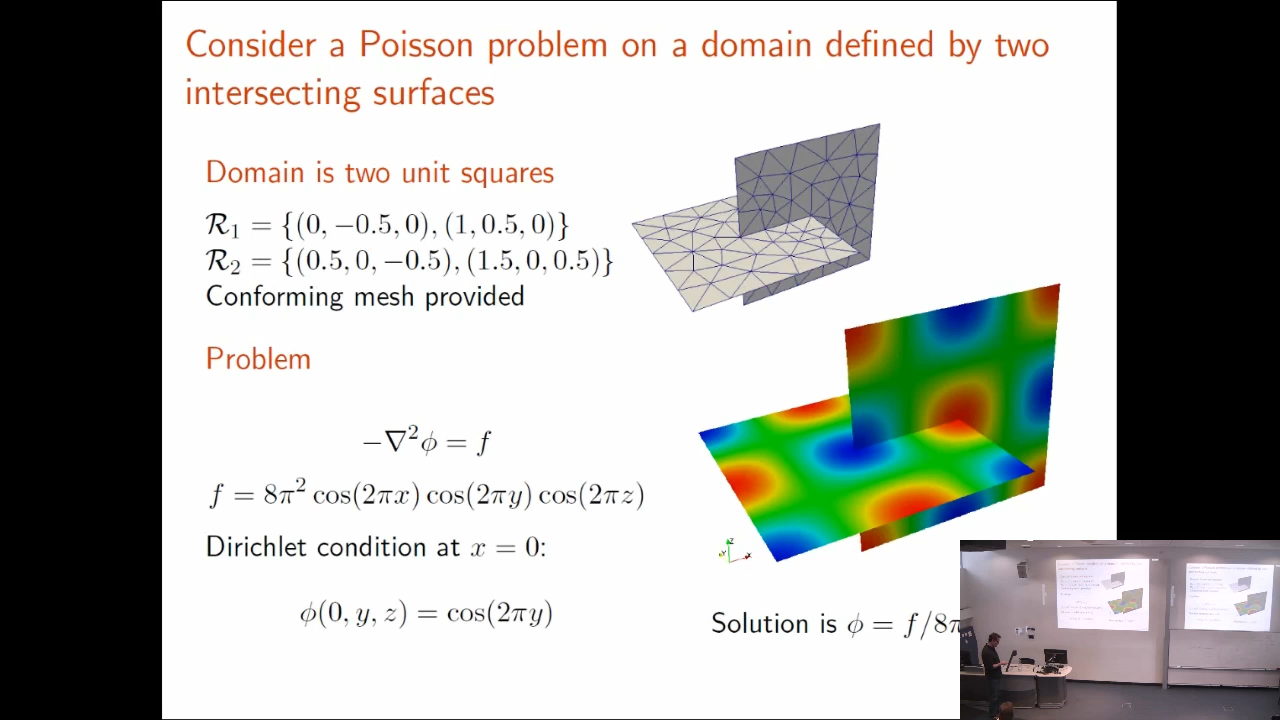 Consider a Poisson problem on a domain defined by two
intersecting surfaces
Domain is two unit squares
ℛ₁ = {(0, −0.5, 0), (1, 0.5, 0)}
ℛ₂ = {(0.5, 0, −0.5), (1.5, 0, 0.5)}
Conforming mesh provided
Problem
−∇²ϕ = f
f = 8π² cos(2πx) cos(2πy) cos(2πz)
Dirichlet condition at x = 0:
ϕ(0, y, z) = cos(2πy)
Solution is ϕ = f/8π